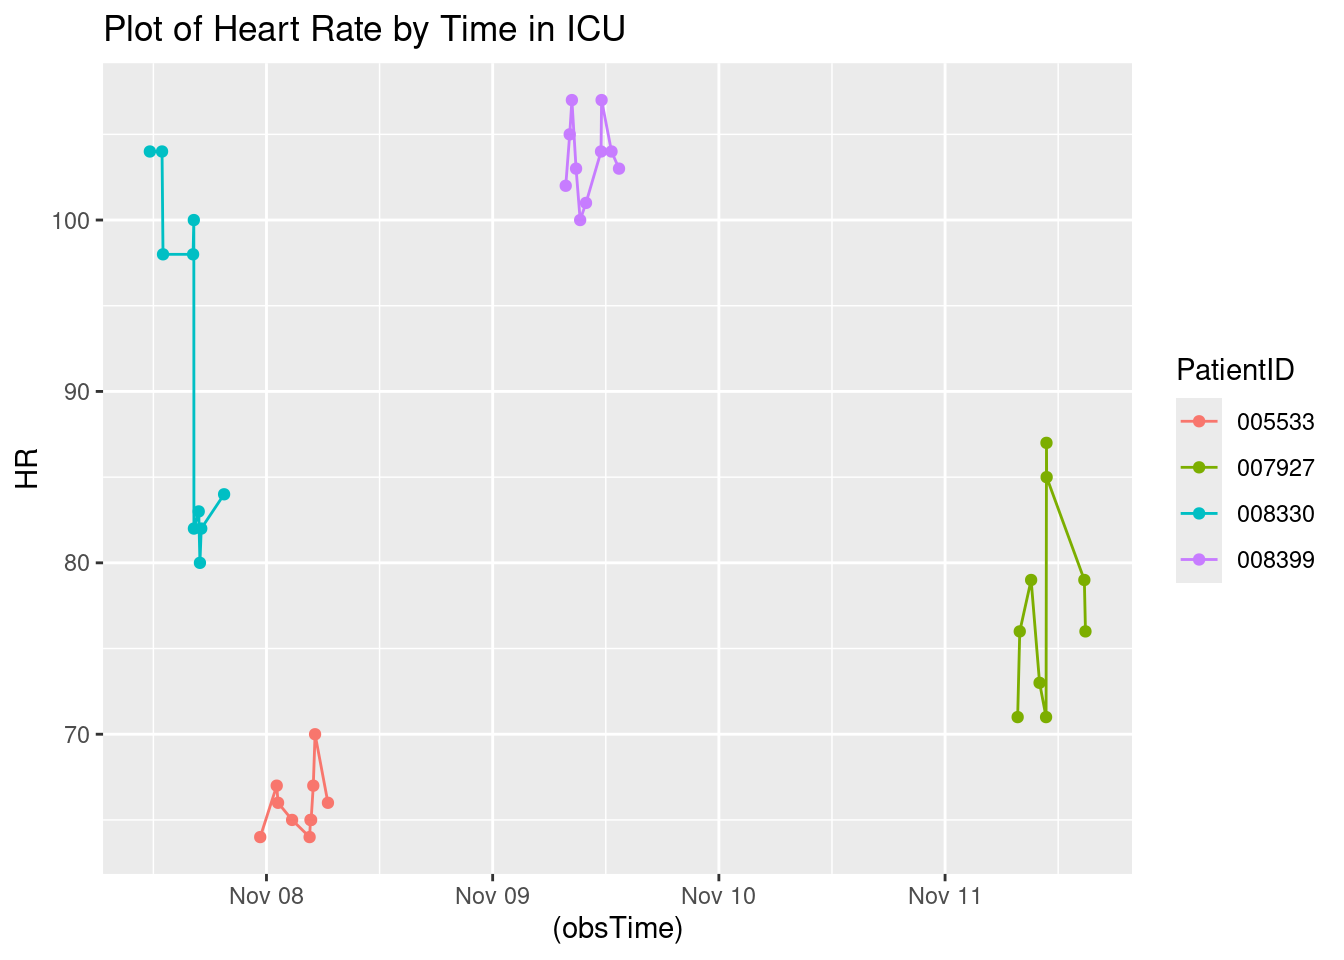 Plot of Heart Rate by Time in ICU
100
90
80
70
HR
Nov 08
Nov 09
Nov 10
Nov 11
(obsTime)
PatientID
005533
007927
008330
008399